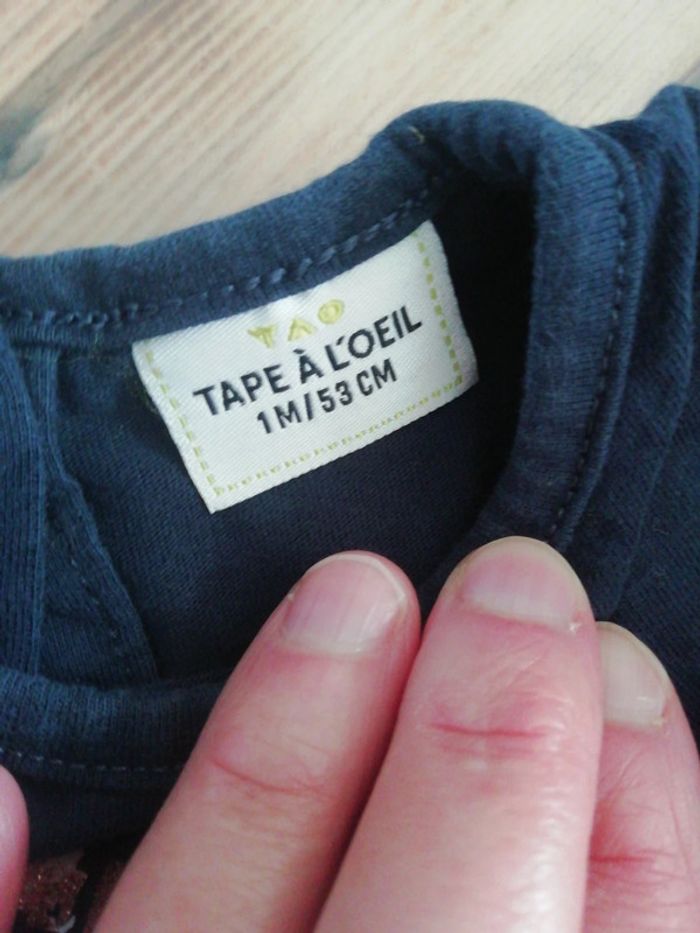 TAO
TAPE À L'OEIL
1M/53 CM